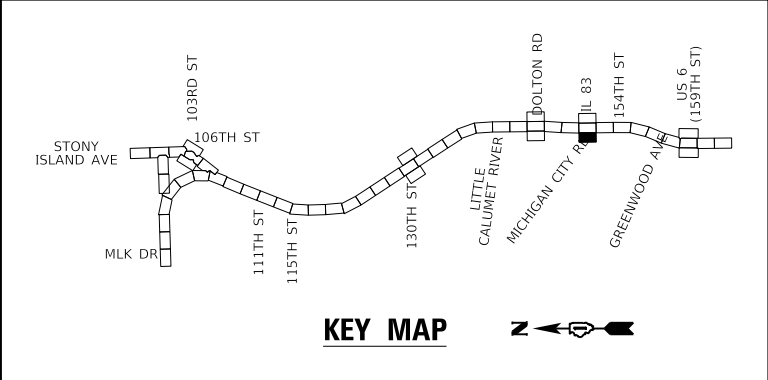 103RD ST
106TH ST
STONY
ISLAND AVE
MLK DR
111TH ST
115TH ST
130TH ST
LITTLE
CALUMET RIVER
DOLTON RD
MICHIGAN CITY RD
IL 83
154TH ST
GREENWOOD AVE
US 6
(159TH ST)
KEY MAP
N